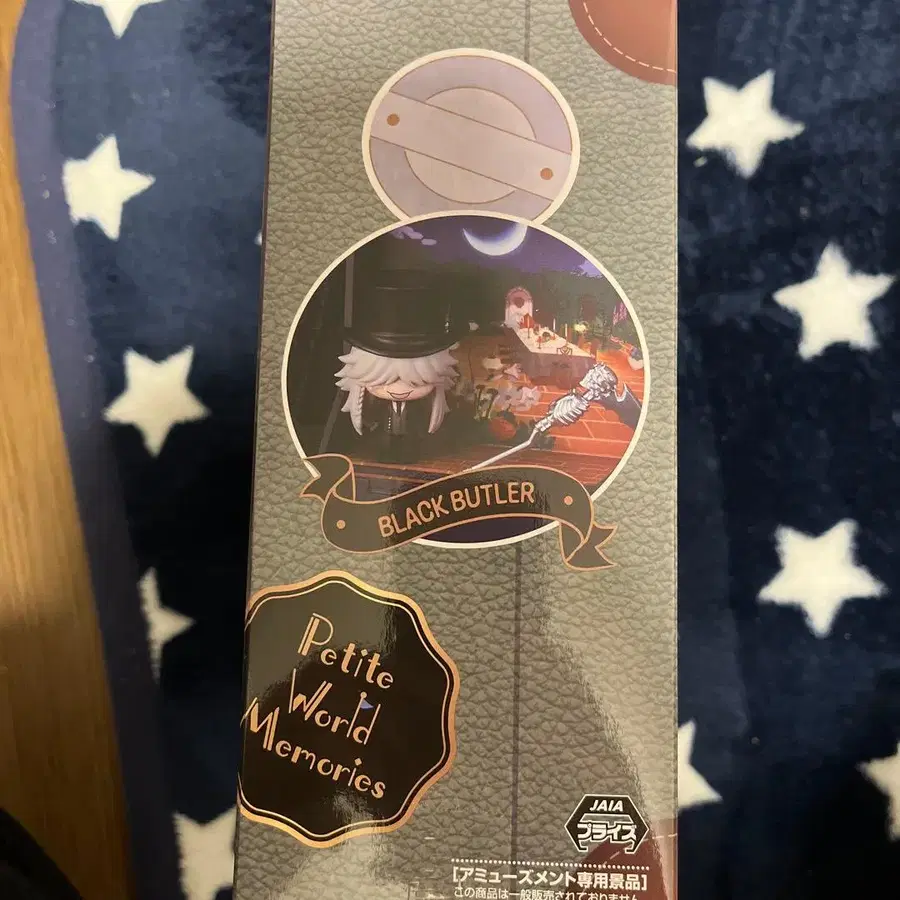 BLACK BUTLER
Petite
World
Memories
JAIA
プライズ
[アミューズメント専用景品]
この商品は一般販売されておりません